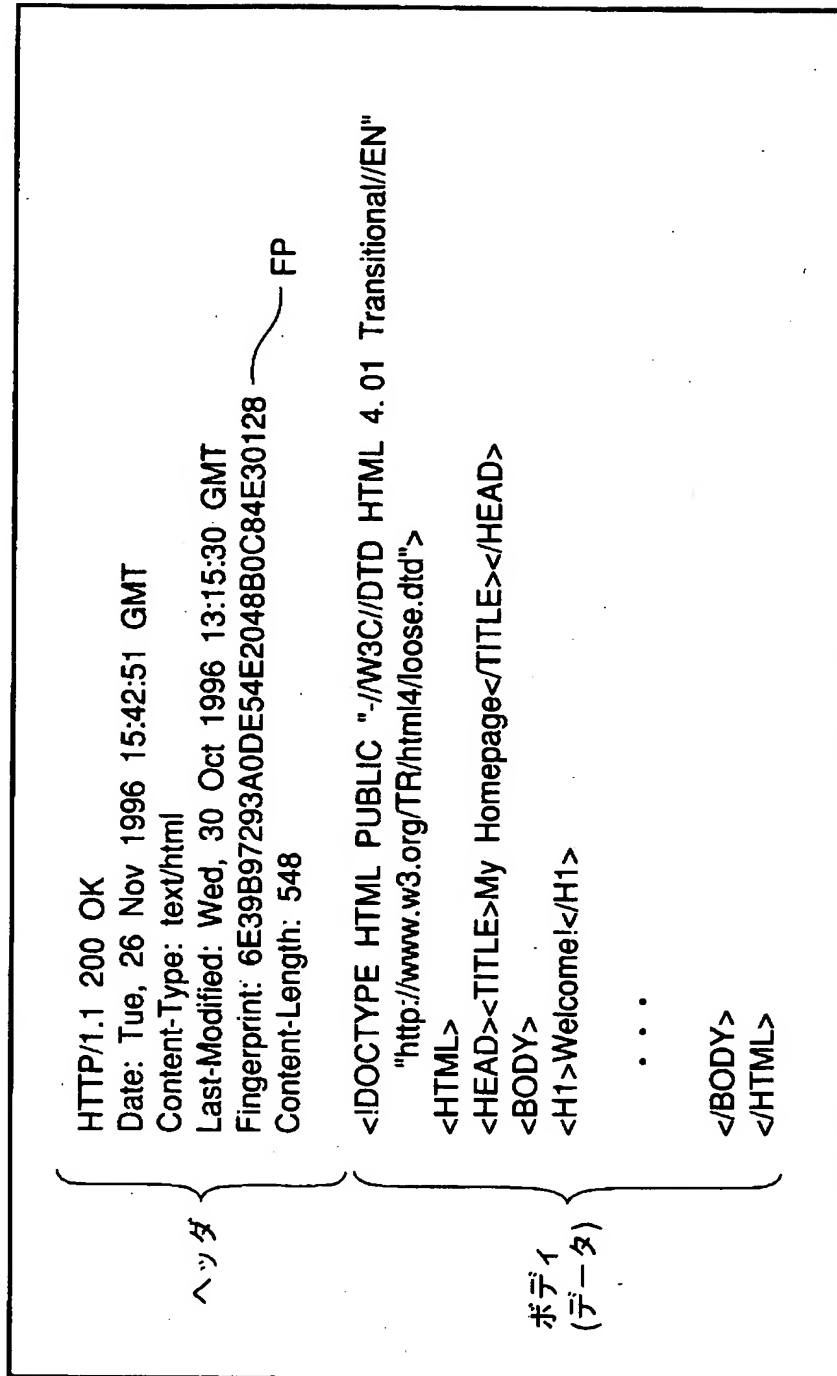 ヘッダ
HTTP/1.1 200 OK
Date: Tue, 26 Nov 1996 15:42:51 GMT
Content-Type: text/html
Last-Modified: Wed, 30 Oct 1996 13:15:30 GMT
Fingerprint: 6E39B97293A0DE54E2048B0C84E30128
FP
Content-Length: 548
ボディ
(データ)
<!DOCTYPE HTML PUBLIC "-//W3C//DTD HTML 4.01 Transitional//EN"
"http://www.w3.org/TR/html4/loose.dtd">
<HTML>
<HEAD><TITLE>My Homepage</TITLE></HEAD>
<BODY>
<H1>Welcome!</H1>
・・・
</BODY>
</HTML>